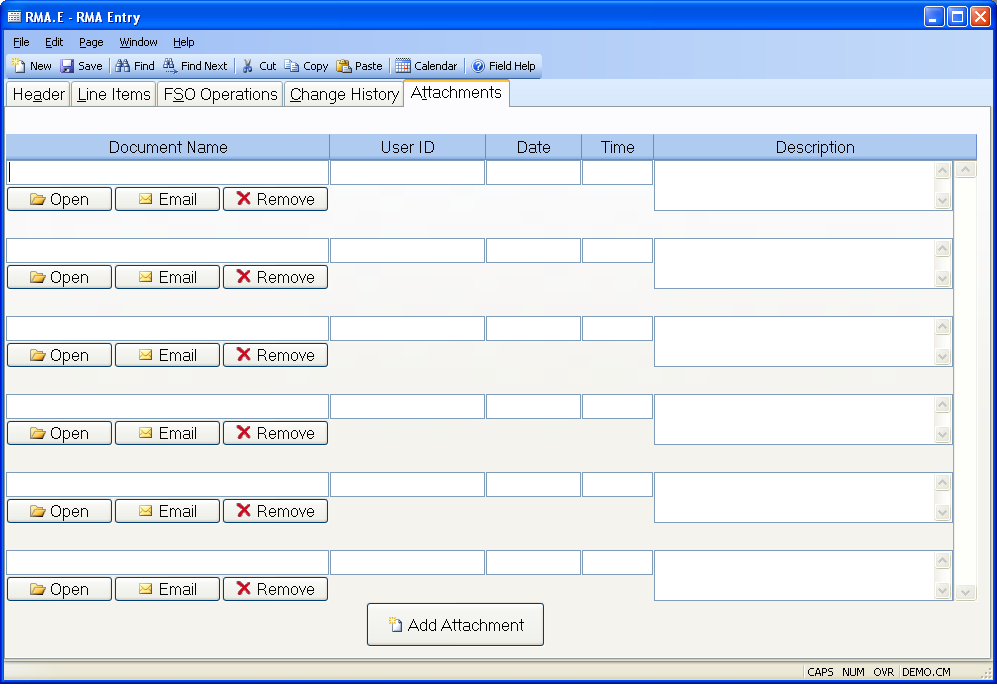 RMA.E - RMA Entry
File Edit Page Window Help
New Save Find Find Next Cut Copy Paste Calendar Field Help
Header Line Items FSO Operations Change History Attachments
Document Name User ID Date Time Description
Open Email Remove
Open Email Remove
Open Email Remove
Open Email Remove
Open Email Remove
Open Email Remove
Add Attachment
CAPS NUM OVR DEMO.CM